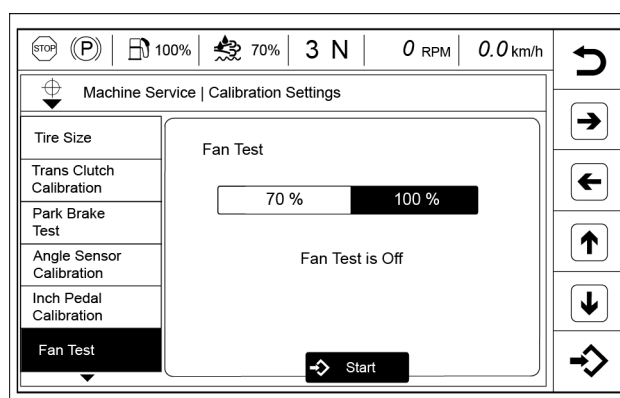 STOP (P) 100% 70% 3 N 0 RPM 0.0 km/h
Machine Service | Calibration Settings
Tire Size
Trans Clutch
Calibration
Park Brake
Test
Angle Sensor
Calibration
Inch Pedal
Calibration
Fan Test
Fan Test
70 % 100 %
Fan Test is Off
Start